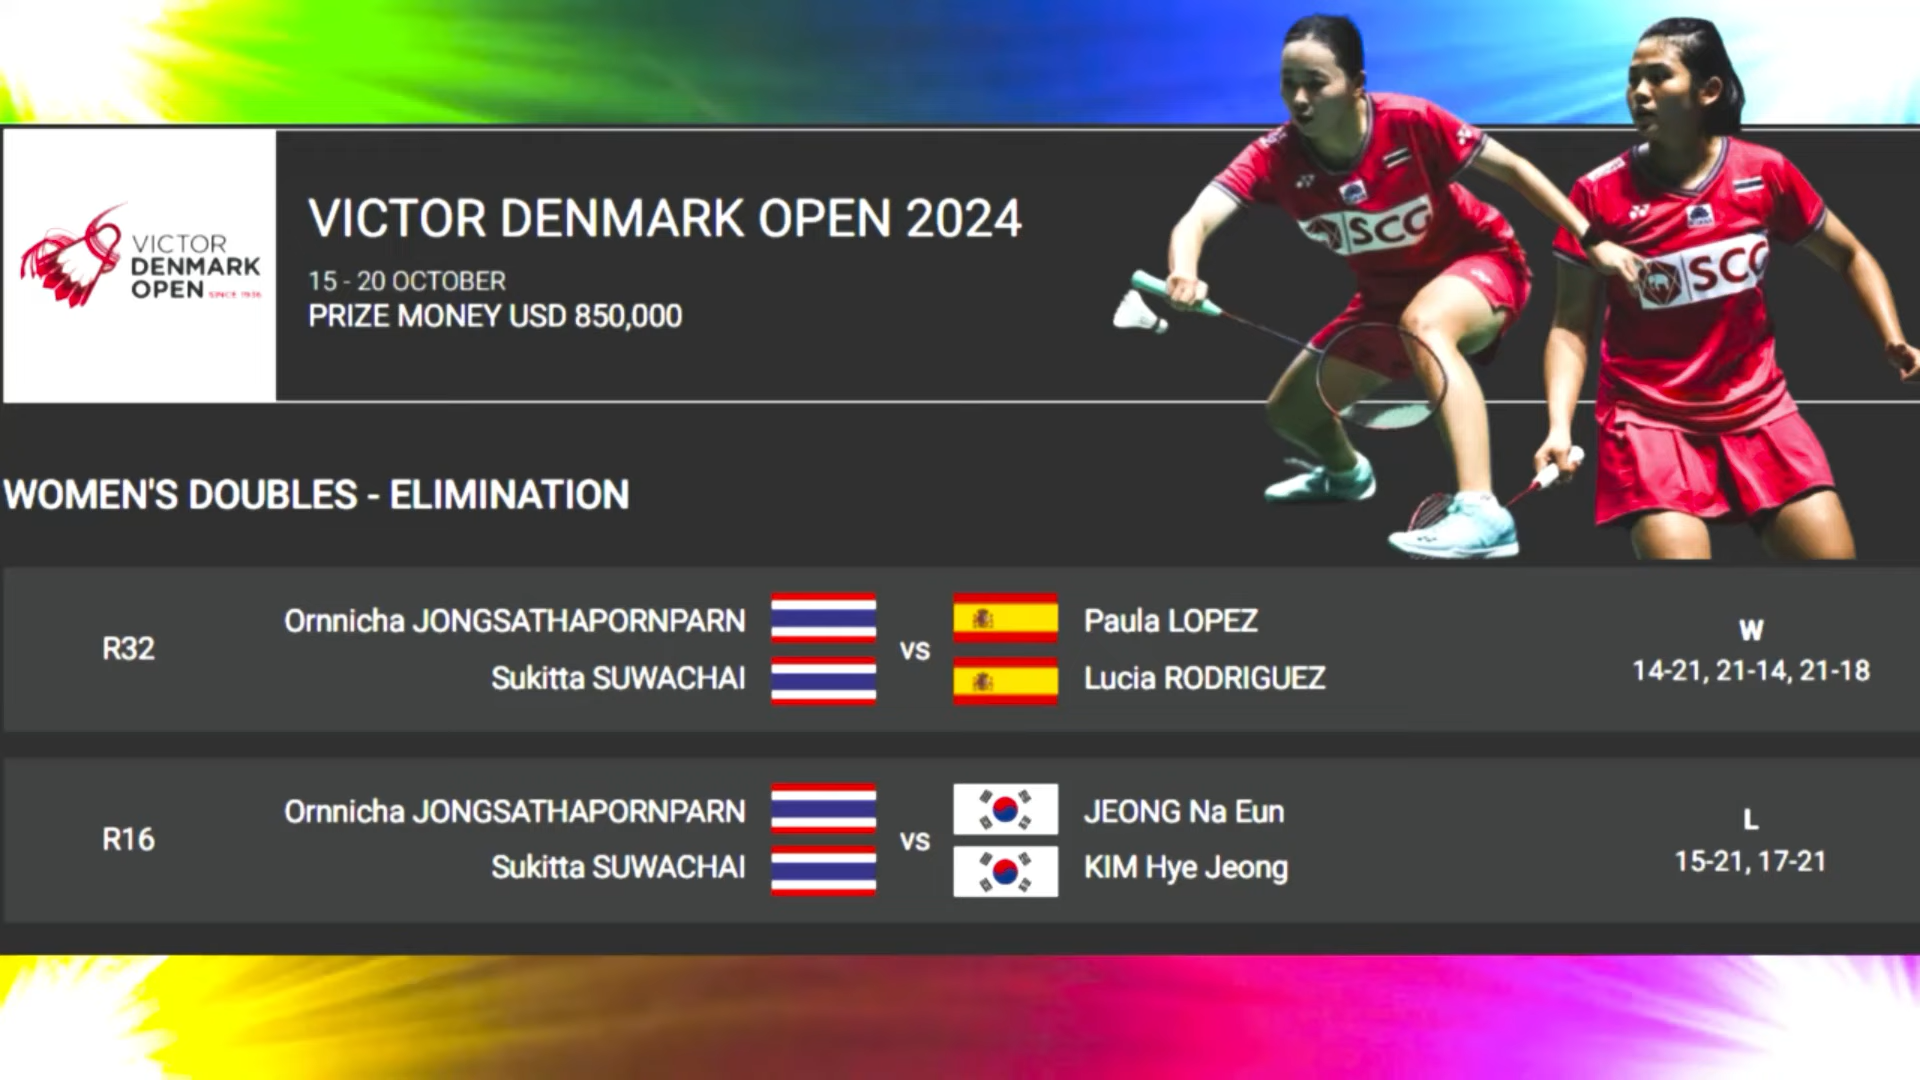 VICTOR
DENMARK
OPEN SINCE 1936
VICTOR DENMARK OPEN 2024
15 - 20 OCTOBER
PRIZE MONEY USD 850,000
SCG
SCG
WOMEN'S DOUBLES - ELIMINATION
R32
Ornnicha JONGSATHAPORNPARN
Sukitta SUWACHAI
vs
Paula LOPEZ
Lucia RODRIGUEZ
W
14-21, 21-14, 21-18
R16
Ornnicha JONGSATHAPORNPARN
Sukitta SUWACHAI
vs
JEONG Na Eun
KIM Hye Jeong
L
15-21, 17-21